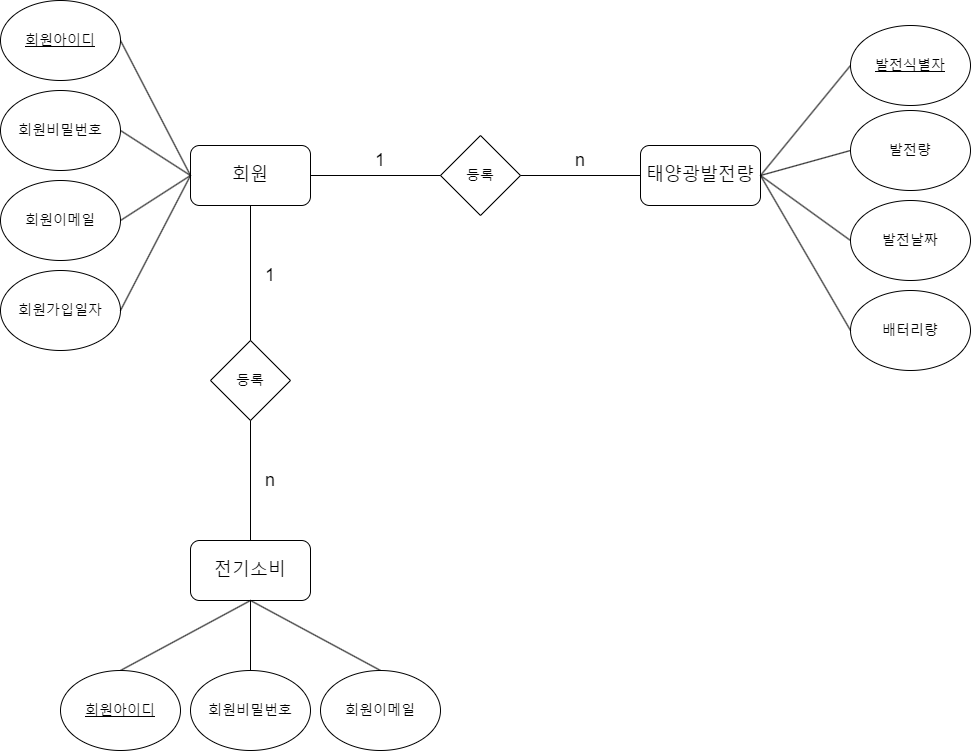 회원아이디
회원비밀번호
회원이메일
회원가입일자
회원
1
등록
n
태양광발전량
발전식별자
발전량
발전날짜
배터리량
1
등록
n
전기소비
회원아이디
회원비밀번호
회원이메일